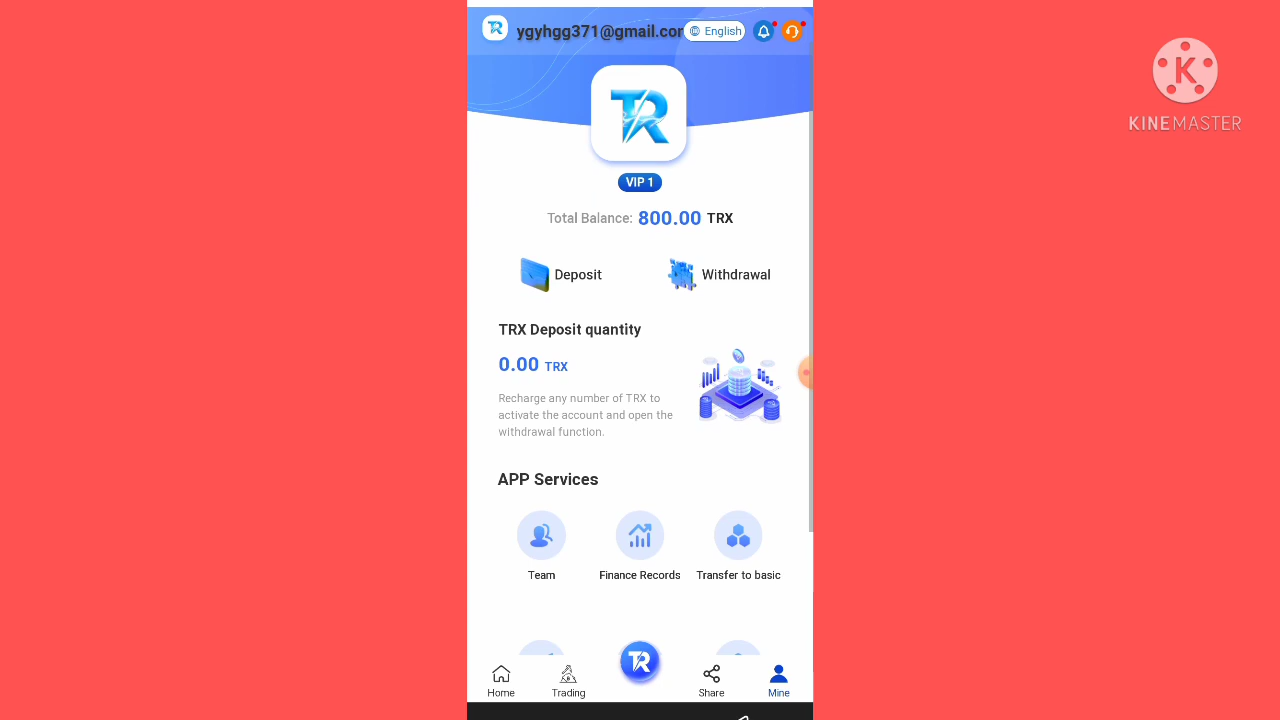 ygyhgg371@gmail.com
English
TR
VIP 1
Total Balance: 800.00 TRX
Deposit
Withdrawal
TRX Deposit quantity
0.00 TRX
Recharge any number of TRX to
activate the account and open the
withdrawal function.
APP Services
Team
Finance Records
Transfer to basic
TR
Home
Trading
Share
Mine
K
KINEMASTER